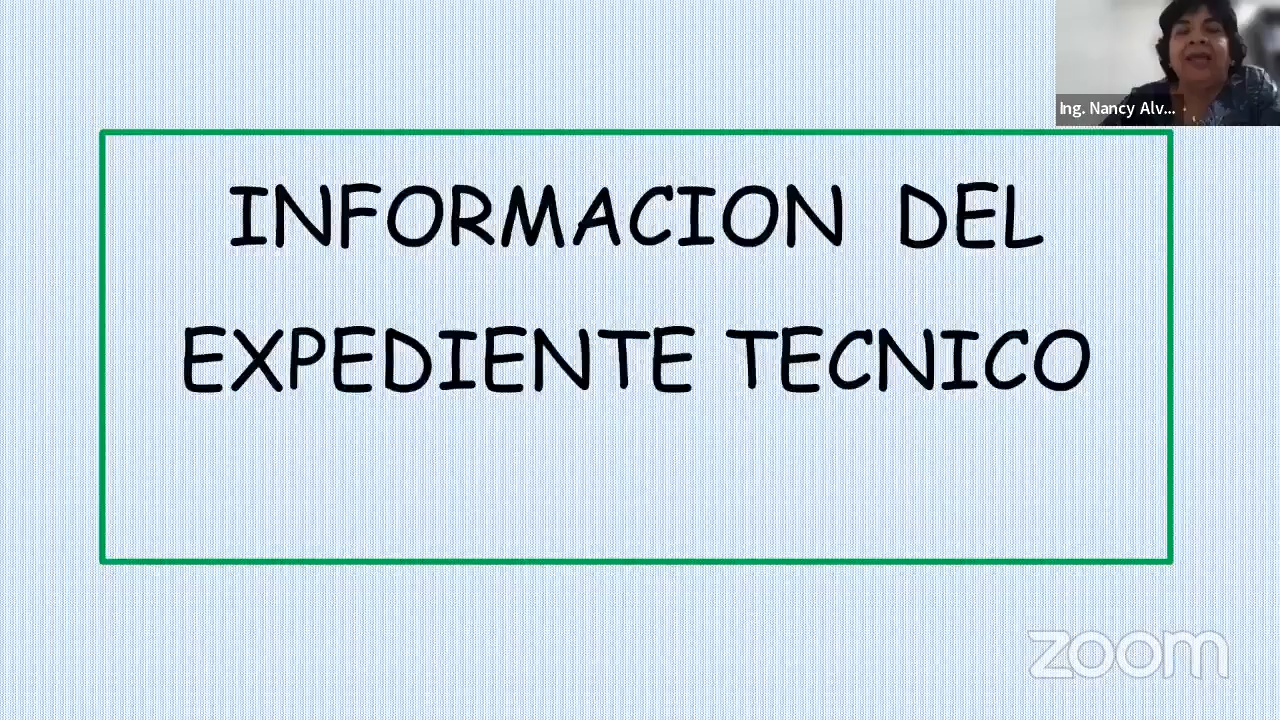 Ing. Nancy Alv...
INFORMACION DEL
EXPEDIENTE TECNICO
zoom